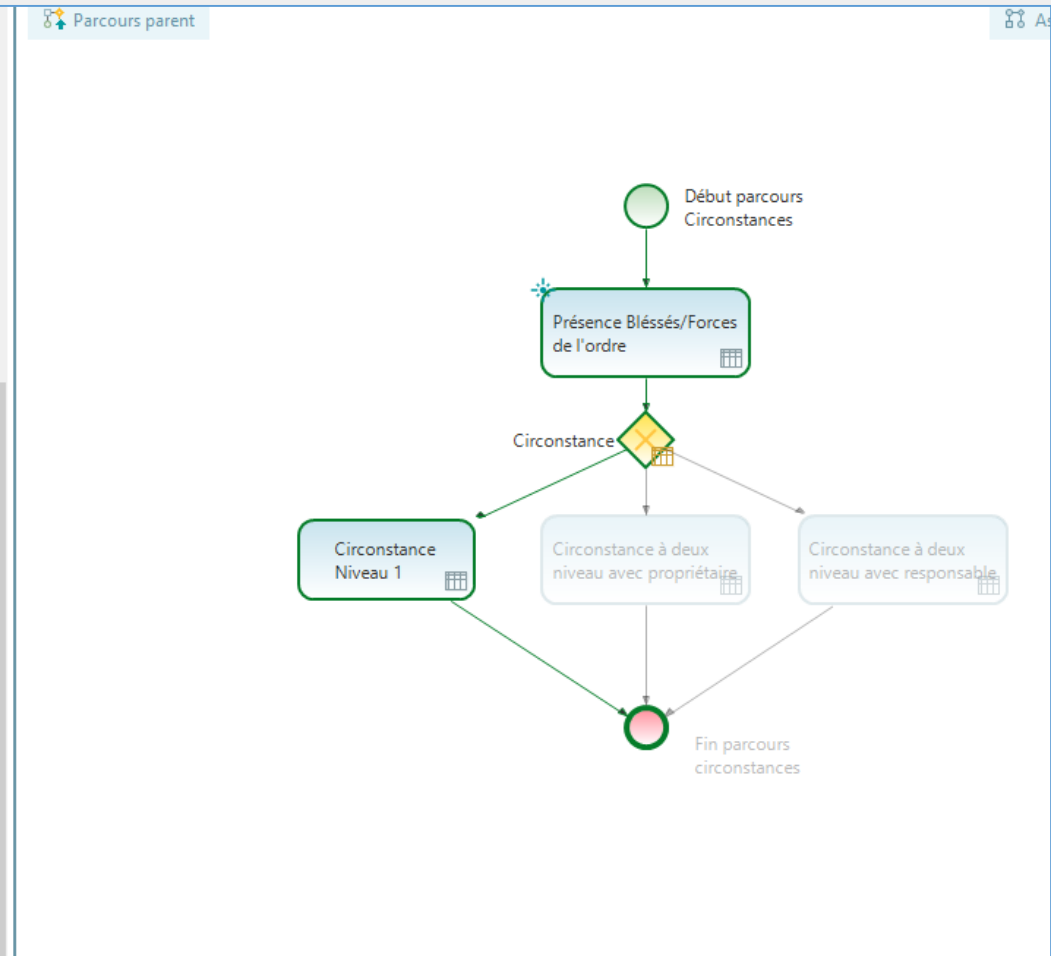 Parcours parent
As
Début parcours
Circonstances
Présence Bléssés/Forces
de l'ordre
Circonstance
Circonstance
Niveau 1
Circonstance à deux
niveau avec propriétaire
Circonstance à deux
niveau avec responsable
Fin parcours
circonstances